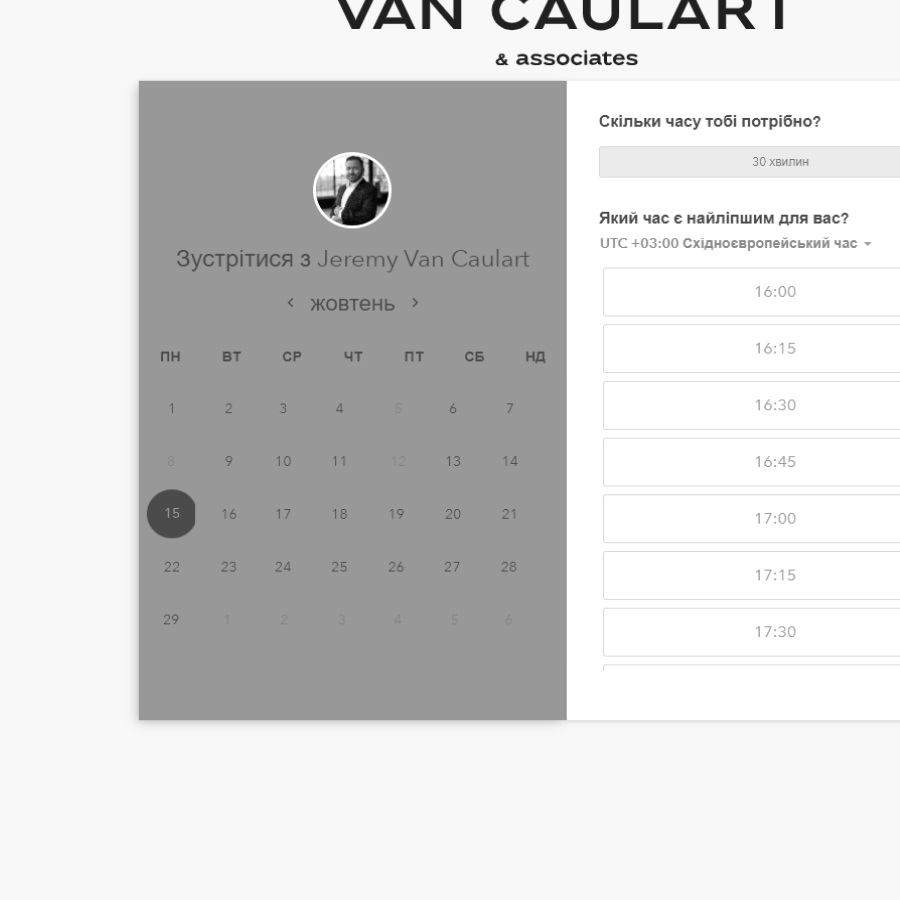 VAN CAULART
& associates
Зустрітися з Jeremy Van Caulart
жовтень
ПН ВТ СР ЧТ ПТ СБ НД
1 2 3 4 5 6 7
8 9 10 11 12 13 14
15 16 17 18 19 20 21
22 23 24 25 26 27 28
29 1 2 3 4 5 6
Скільки часу тобі потрібно?
30 хвилин
Який час є найліпшим для вас?
UTC +03:00 Східноєвропейський час
16:00
16:15
16:30
16:45
17:00
17:15
17:30